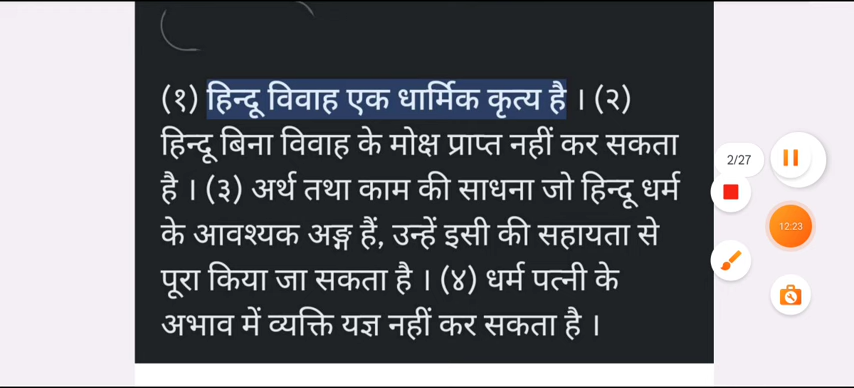 (१) हिन्दू विवाह एक धार्मिक कृत्य है । (२)
हिन्दू बिना विवाह के मोक्ष प्राप्त नहीं कर सकता
है । (३) अर्थ तथा काम की साधना जो हिन्दू धर्म
के आवश्यक अङ्ग हैं, उन्हें इसी की सहायता से
पूरा किया जा सकता है । (४) धर्म पत्नी के
अभाव में व्यक्ति यज्ञ नहीं कर सकता है ।
2/27
12:23